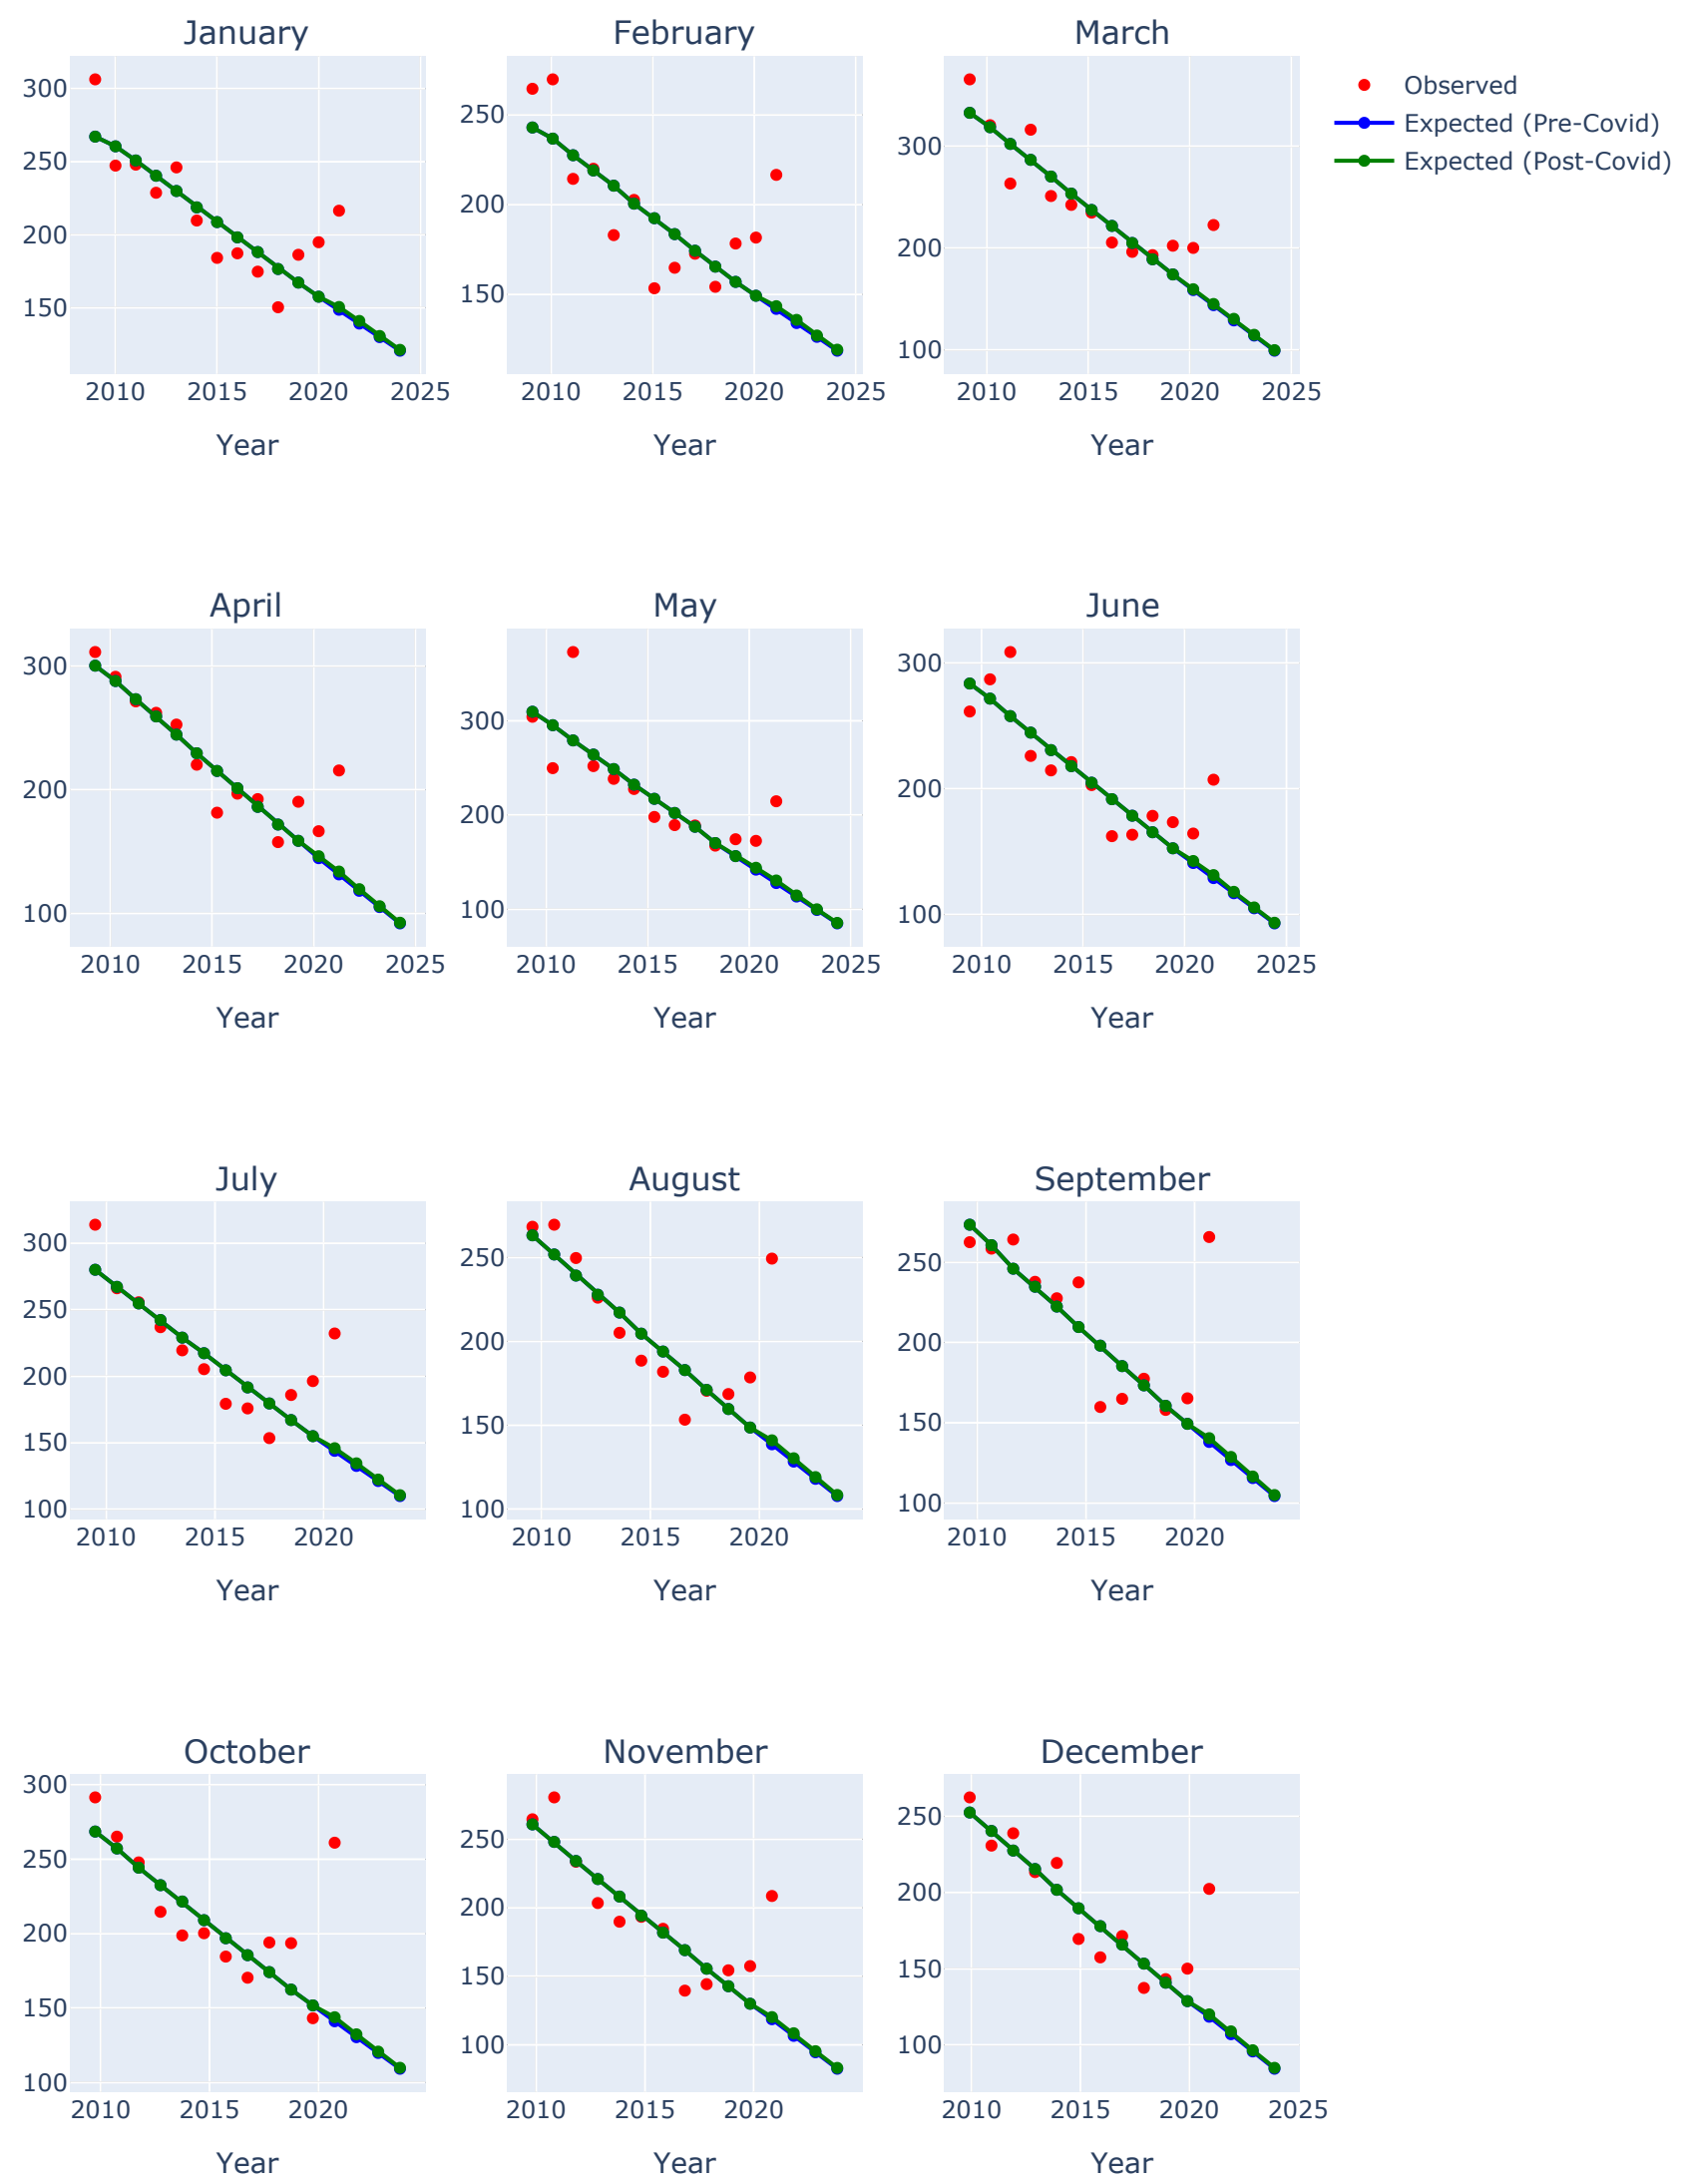 January February March
Observed
Expected (Pre-Covid)
Expected (Post-Covid)
300
250
200
150
2010 2015 2020 2025
Year
250
200
150
2010 2015 2020 2025
Year
300
200
100
2010 2015 2020 2025
Year
April May June
300
200
100
2010 2015 2020 2025
Year
300
200
100
2010 2015 2020 2025
Year
300
200
100
2010 2015 2020 2025
Year
July August September
300
250
200
150
100
2010 2015 2020
Year
250
200
150
100
2010 2015 2020
Year
250
200
150
100
2010 2015 2020
Year
October November December
300
250
200
150
100
2010 2015 2020
Year
250
200
150
100
2010 2015 2020
Year
250
200
150
100
2010 2015 2020 2025
Year